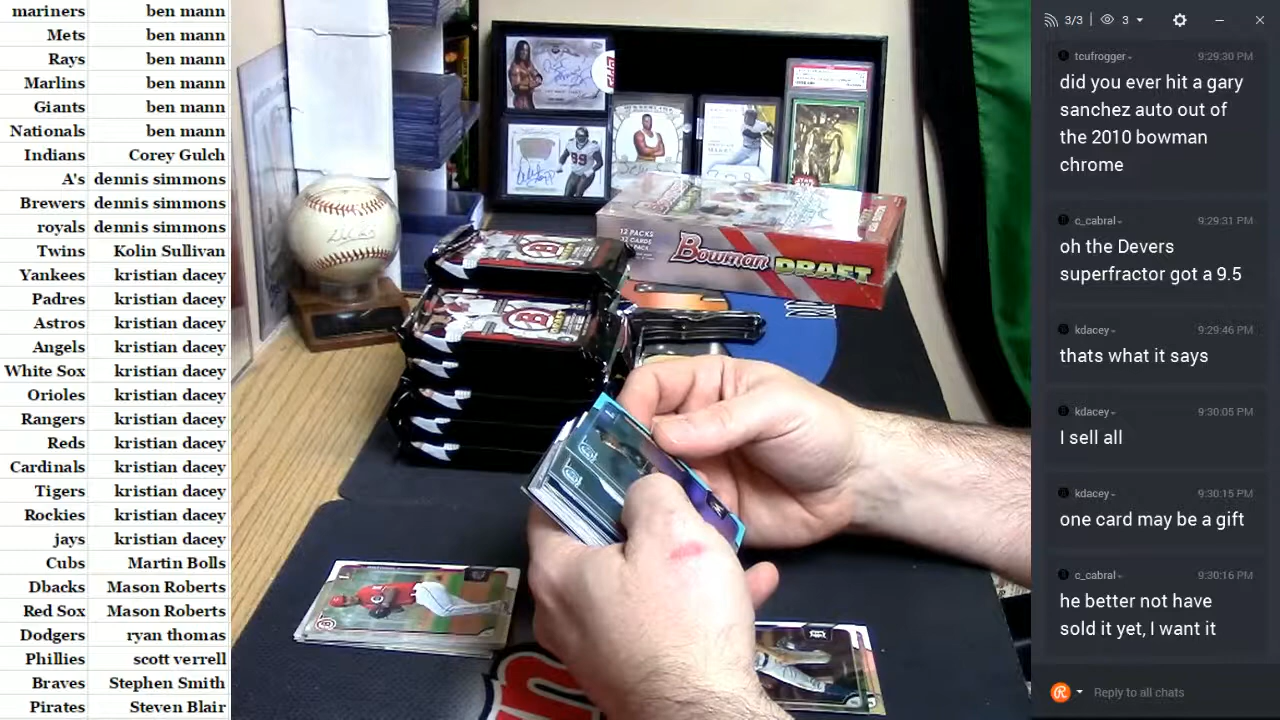 mariners ben mann
Mets ben mann
Rays ben mann
Marlins ben mann
Giants ben mann
Nationals ben mann
Indians Corey Gulch
A's dennis simmons
Brewers dennis simmons
royals dennis simmons
Twins Kolin Sullivan
Yankees kristian dacey
Padres kristian dacey
Astros kristian dacey
Angels kristian dacey
White Sox kristian dacey
Orioles kristian dacey
Rangers kristian dacey
Reds kristian dacey
Cardinals kristian dacey
Tigers kristian dacey
Rockies kristian dacey
jays kristian dacey
Cubs Martin Bolls
Dbacks Mason Roberts
Red Sox Mason Roberts
Dodgers ryan thomas
Phillies scott verrell
Braves Stephen Smith
Pirates Steven Blair
12 PACKS
Bowman DRAFT
99
3/3 3
tcufrogger 9:29:30 PM
did you ever hit a gary
sanchez auto out of
the 2010 bowman
chrome
c_cabral 9:29:31 PM
oh the Devers
superfractor got a 9.5
kdacey 9:29:46 PM
thats what it says
kdacey 9:30:05 PM
I sell all
kdacey 9:30:15 PM
one card may be a gift
c_cabral 9:30:16 PM
he better not have
sold it yet, I want it
Reply to all chats